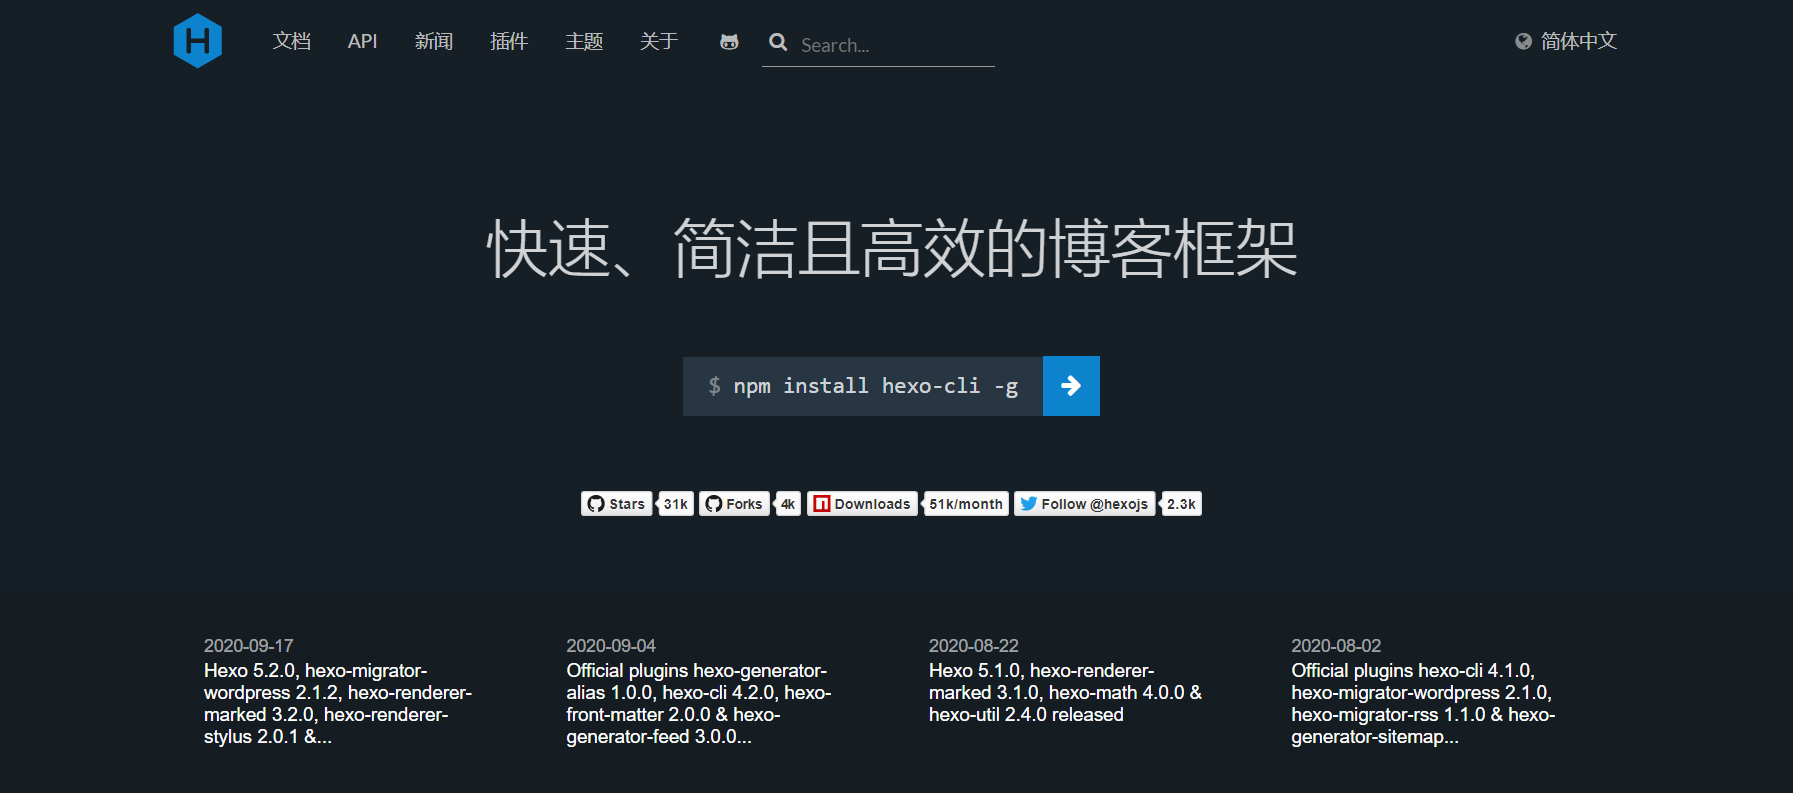 H
文档 API 新闻 插件 主题 关于 Search... 简体中文
快速、简洁且高效的博客框架
$ npm install hexo-cli -g
Stars 31k Forks 4k Downloads 51k/month Follow @hexojs 2.3k
2020-09-17
Hexo 5.2.0, hexo-migrator-
wordpress 2.1.2, hexo-renderer-
marked 3.2.0, hexo-renderer-
stylus 2.0.1 &...
2020-09-04
Official plugins hexo-generator-
alias 1.0.0, hexo-cli 4.2.0, hexo-
front-matter 2.0.0 & hexo-
generator-feed 3.0.0...
2020-08-22
Hexo 5.1.0, hexo-renderer-
marked 3.1.0, hexo-math 4.0.0 &
hexo-util 2.4.0 released
2020-08-02
Official plugins hexo-cli 4.1.0,
hexo-migrator-wordpress 2.1.0,
hexo-migrator-rss 1.1.0 & hexo-
generator-sitemap...